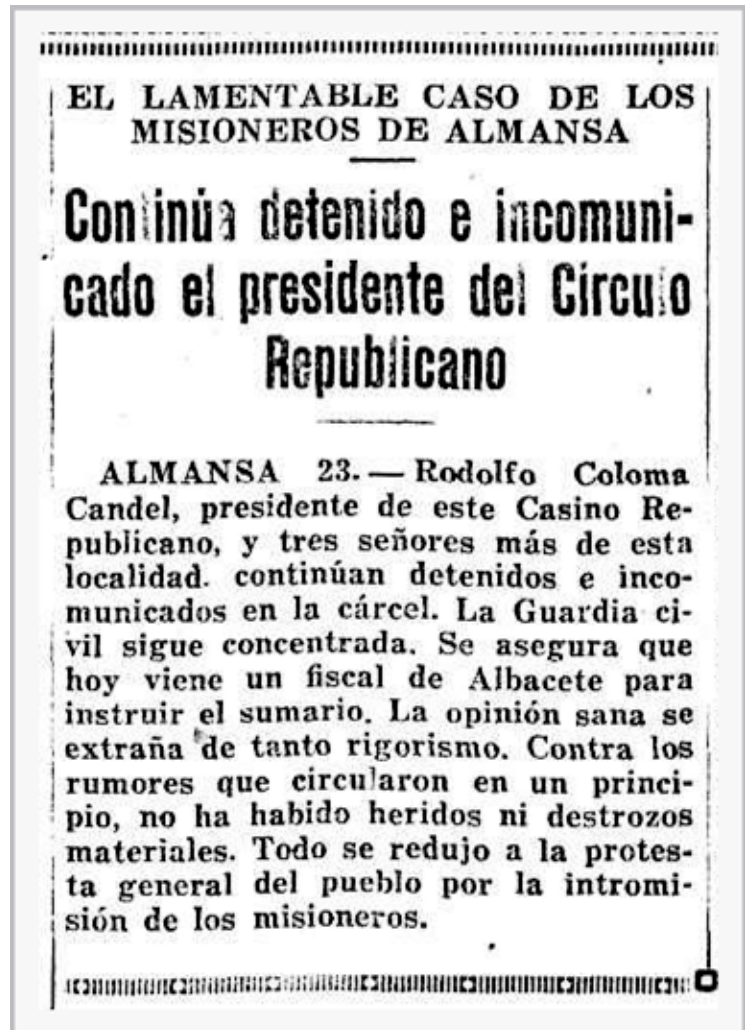 EL LAMENTABLE CASO DE LOS
MISIONEROS DE ALMANSA
Continúa detenido e incomuni-
cado el presidente del Circulo
Republicano
ALMANSA 23. — Rodolfo Coloma
Candel, presidente de este Casino Re-
publicano, y tres señores más de esta
localidad. continúan detenidos e inco-
municados en la cárcel. La Guardia ci-
vil sigue concentrada. Se asegura que
hoy viene un fiscal de Albacete para
instruir el sumario. La opinión sana se
extraña de tanto rigorismo. Contra los
rumores que circularon en un princi-
pio, no ha habido heridos ni destrozos
materiales. Todo se redujo a la protes-
ta general del pueblo por la intromi-
sión de los misioneros.